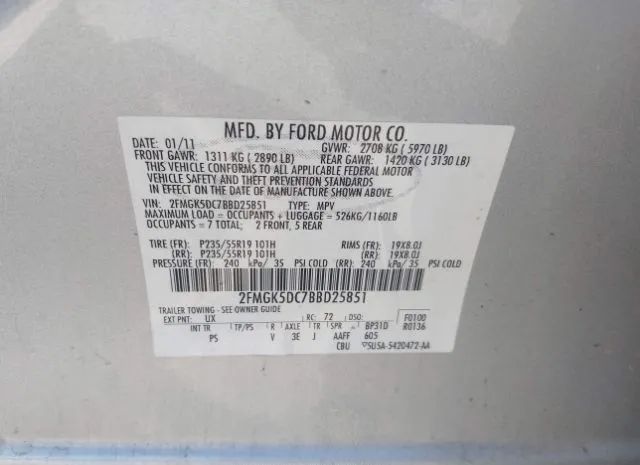 MFD. BY FORD MOTOR CO.
DATE: 01/11 GVWR: 2708 KG ( 5970 LB)
FRONT GAWR: 1311 KG ( 2890 LB) REAR GAWR: 1420 KG ( 3130 LB)
THIS VEHICLE CONFORMS TO ALL APPLICABLE FEDERAL MOTOR
VEHICLE SAFETY AND THEFT PREVENTION STANDARDS
IN EFFECT ON THE DATE OF MANUFACTURE SHOWN ABOVE.
VIN: 2FMGK5DC7BBD25851 TYPE: MPV
MAXIMUM LOAD = OCCUPANTS + LUGGAGE = 526KG/1160LB
OCCUPANTS = 7 TOTAL; 2 FRONT, 5 REAR
TIRE (FR): P235/55R19 101H RIMS (FR): 19X8.0J
(RR): P235/55R19 101H (RR): 19X8.0J
PRESSURE (FR): 240 kPa/ 35 PSI COLD (RR): 240 kPa/ 35 PSI COLD
2FMGK5DC7BBD25851
TRAILER TOWING - SEE OWNER GUIDE
EXT PNT: UX RC: 72 DSO: F0100
INT TR TP/PS R AXLE TR SPR BP31D R0136
PS V 3E J AAFF 605
CBU 5U5A-5420472-AA